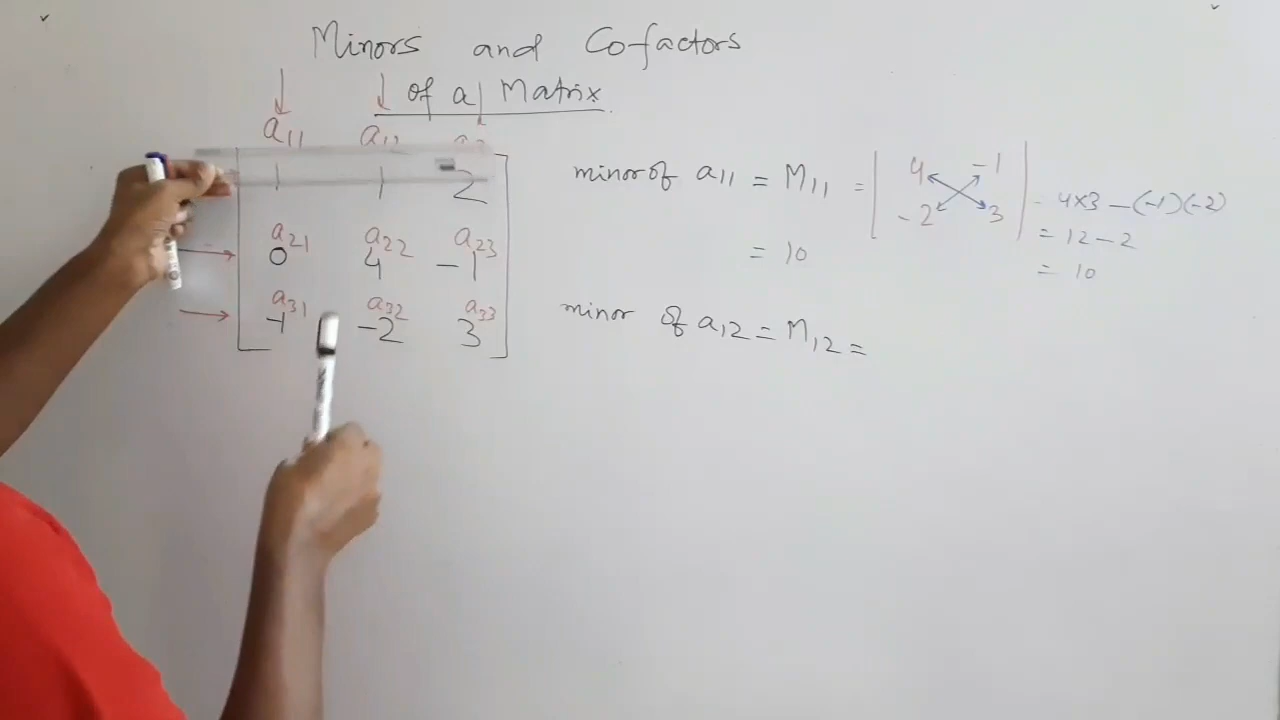 Minors and Co-factors
of a Matrix
a11 a12
1 1 2
a21 a22 a23
0 4 -1
a31 a32 a33
-1 -2 3
minor of a11 = M11 = | 4 -1 |
| -2 3 |
= 4×3 - (-1)(-2)
= 12 - 2
= 10
= 10
minor of a12 = M12 =